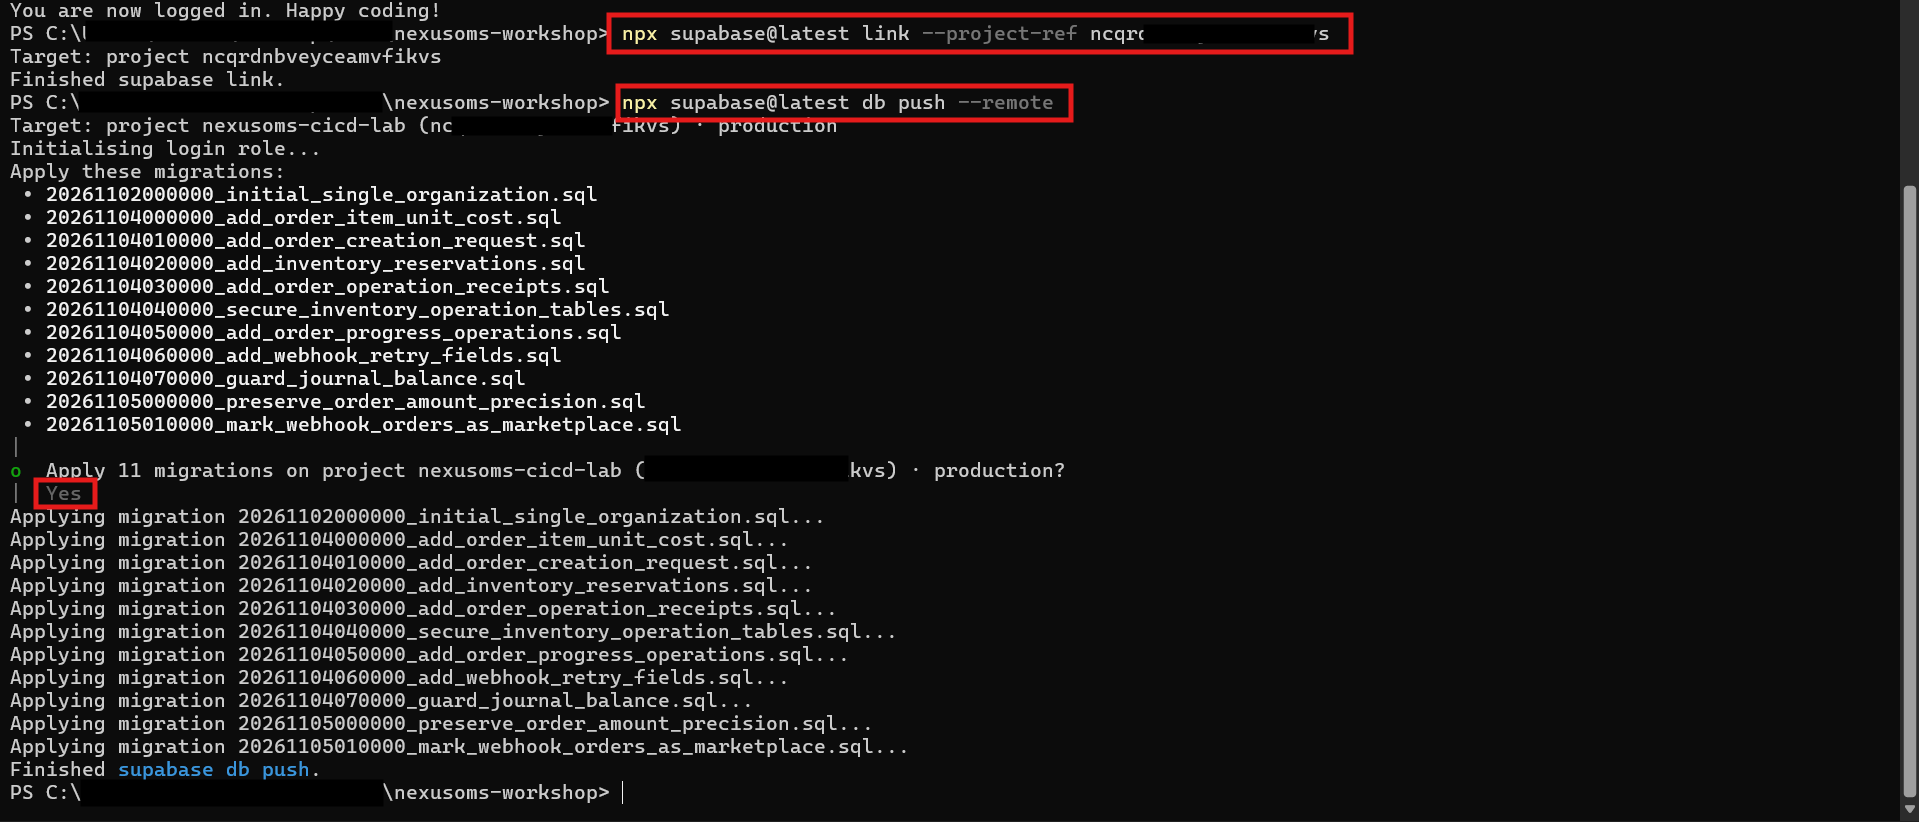 You are now logged in. Happy coding!
PS C:\ nexusoms-workshop> npx supabase@latest link --project-ref ncqrd vs
Target: project ncqrdnbveyceamvfikvs
Finished supabase link.
PS C:\ \nexusoms-workshop> npx supabase@latest db push --remote
Target: project nexusoms-cicd-lab (nc fikvs) · production
Initialising login role...
Apply these migrations:
• 20261102000000_initial_single_organization.sql
• 20261104000000_add_order_item_unit_cost.sql
• 20261104010000_add_order_creation_request.sql
• 20261104020000_add_inventory_reservations.sql
• 20261104030000_add_order_operation_receipts.sql
• 20261104040000_secure_inventory_operation_tables.sql
• 20261104050000_add_order_progress_operations.sql
• 20261104060000_add_webhook_retry_fields.sql
• 20261104070000_guard_journal_balance.sql
• 20261105000000_preserve_order_amount_precision.sql
• 20261105010000_mark_webhook_orders_as_marketplace.sql
│
o Apply 11 migrations on project nexusoms-cicd-lab ( kvs) · production?
│ Yes
Applying migration 20261102000000_initial_single_organization.sql...
Applying migration 20261104000000_add_order_item_unit_cost.sql...
Applying migration 20261104010000_add_order_creation_request.sql...
Applying migration 20261104020000_add_inventory_reservations.sql...
Applying migration 20261104030000_add_order_operation_receipts.sql...
Applying migration 20261104040000_secure_inventory_operation_tables.sql...
Applying migration 20261104050000_add_order_progress_operations.sql...
Applying migration 20261104060000_add_webhook_retry_fields.sql...
Applying migration 20261104070000_guard_journal_balance.sql...
Applying migration 20261105000000_preserve_order_amount_precision.sql...
Applying migration 20261105010000_mark_webhook_orders_as_marketplace.sql...
Finished supabase db push.
PS C:\ \nexusoms-workshop>